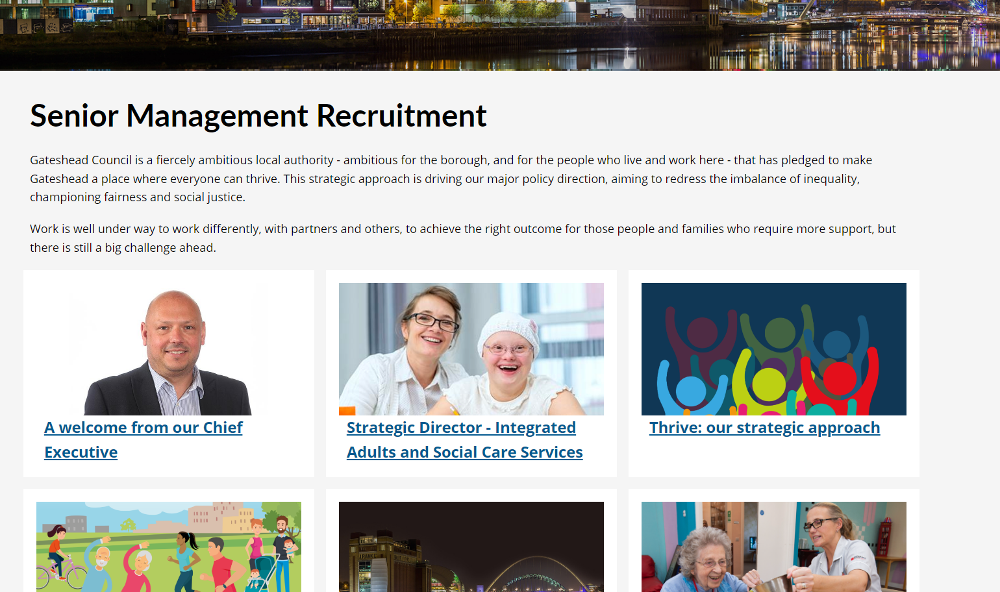 Senior Management Recruitment
Gateshead Council is a fiercely ambitious local authority - ambitious for the borough, and for the people who live and work here - that has pledged to make
Gateshead a place where everyone can thrive. This strategic approach is driving our major policy direction, aiming to redress the imbalance of inequality,
championing fairness and social justice.
Work is well under way to work differently, with partners and others, to achieve the right outcome for those people and families who require more support, but
there is still a big challenge ahead.
A welcome from our Chief
Executive
Strategic Director - Integrated
Adults and Social Care Services
Thrive: our strategic approach